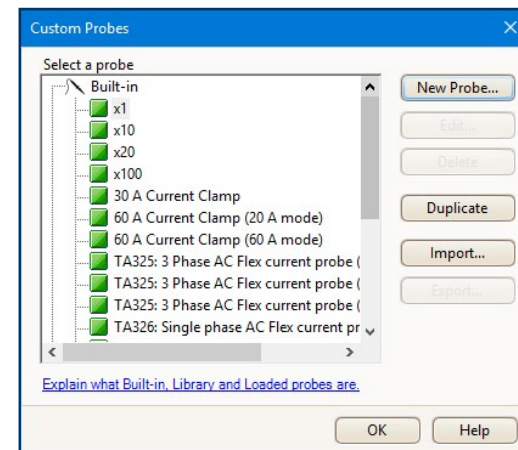 Custom Probes
Select a probe
Built-in
x1
x10
x20
x100
30 A Current Clamp
60 A Current Clamp (20 A mode)
60 A Current Clamp (60 A mode)
TA325: 3 Phase AC Flex current probe (
TA325: 3 Phase AC Flex current probe (
TA325: 3 Phase AC Flex current probe (
TA326: Single phase AC Flex current pr
New Probe...
Edit...
Delete
Duplicate
Import...
Export...
Explain what Built-in, Library and Loaded probes are.
OK
Help